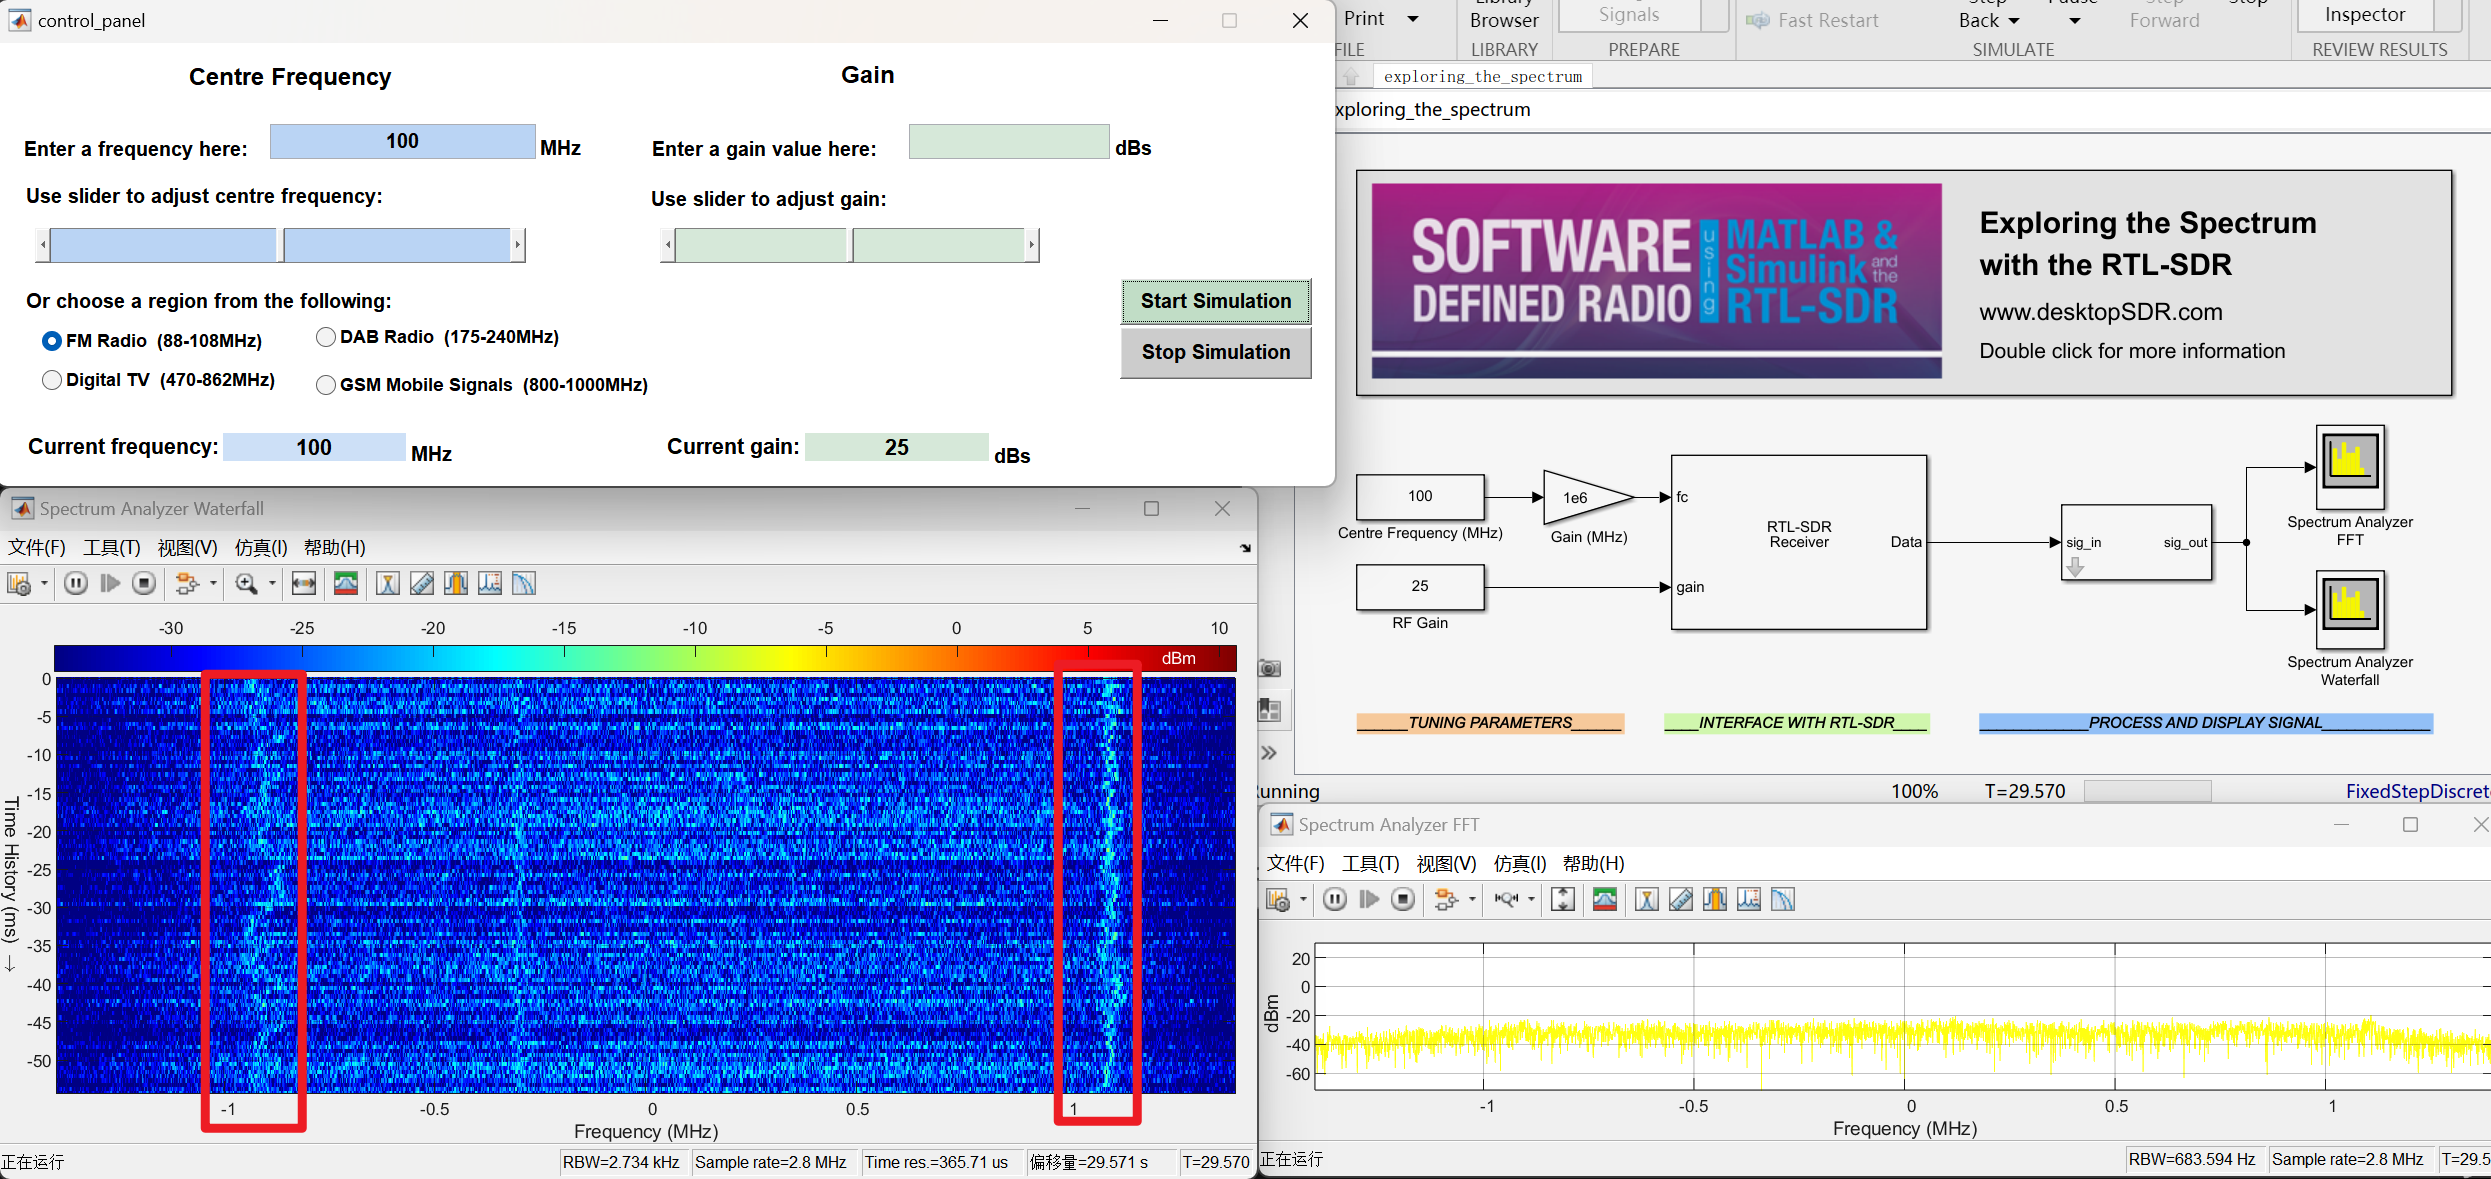 control_panel
Centre Frequency
Gain
Enter a frequency here: 100 MHz
Enter a gain value here: dBs
Use slider to adjust centre frequency:
Use slider to adjust gain:
Or choose a region from the following:
FM Radio (88-108MHz)
DAB Radio (175-240MHz)
Digital TV (470-862MHz)
GSM Mobile Signals (800-1000MHz)
Start Simulation
Stop Simulation
Current frequency: 100 MHz
Current gain: 25 dBs
Print
Library
Browser
Signals
Fast Restart
Step
Back
Pause
Step
Forward
Stop
Inspector
FILE
LIBRARY
PREPARE
SIMULATE
REVIEW RESULTS
exploring_the_spectrum
xploring_the_spectrum
SOFTWARE
DEFINED RADIO
using
MATLAB &
Simulink and the
RTL-SDR
Exploring the Spectrum
with the RTL-SDR
www.desktopSDR.com
Double click for more information
100
Centre Frequency (MHz)
1e6
Gain (MHz)
25
RF Gain
fc
gain
RTL-SDR
Receiver
Data
sig_in
sig_out
Spectrum Analyzer
FFT
Spectrum Analyzer
Waterfall
TUNING PARAMETERS
INTERFACE WITH RTL-SDR
PROCESS AND DISPLAY SIGNAL
unning
100%
T=29.570
FixedStepDiscret
Spectrum Analyzer Waterfall
文件(F) 工具(T) 视图(V) 仿真(I) 帮助(H)
-30 -25 -20 -15 -10 -5 0 5 10
dBm
0
-5
-10
-15
-20
-25
-30
-35
-40
-45
-50
Time History (ms) →
-1 -0.5 0 0.5 1
Frequency (MHz)
正在运行
RBW=2.734 kHz
Sample rate=2.8 MHz
Time res.=365.71 us
偏移量=29.571 s
T=29.570
Spectrum Analyzer FFT
文件(F) 工具(T) 视图(V) 仿真(I) 帮助(H)
20
0
-20
-40
-60
dBm
-1 -0.5 0 0.5 1
Frequency (MHz)
正在运行
RBW=683.594 Hz
Sample rate=2.8 MHz
T=29.5